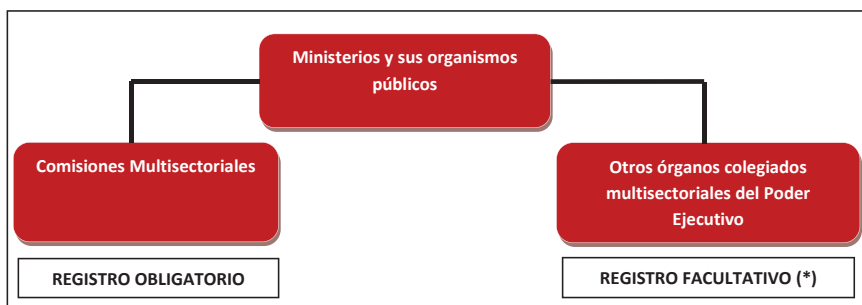 Ministerios y sus organismos
públicos
Comisiones Multisectoriales
Otros órganos colegiados
multisectoriales del Poder
Ejecutivo
REGISTRO OBLIGATORIO
REGISTRO FACULTATIVO (*)